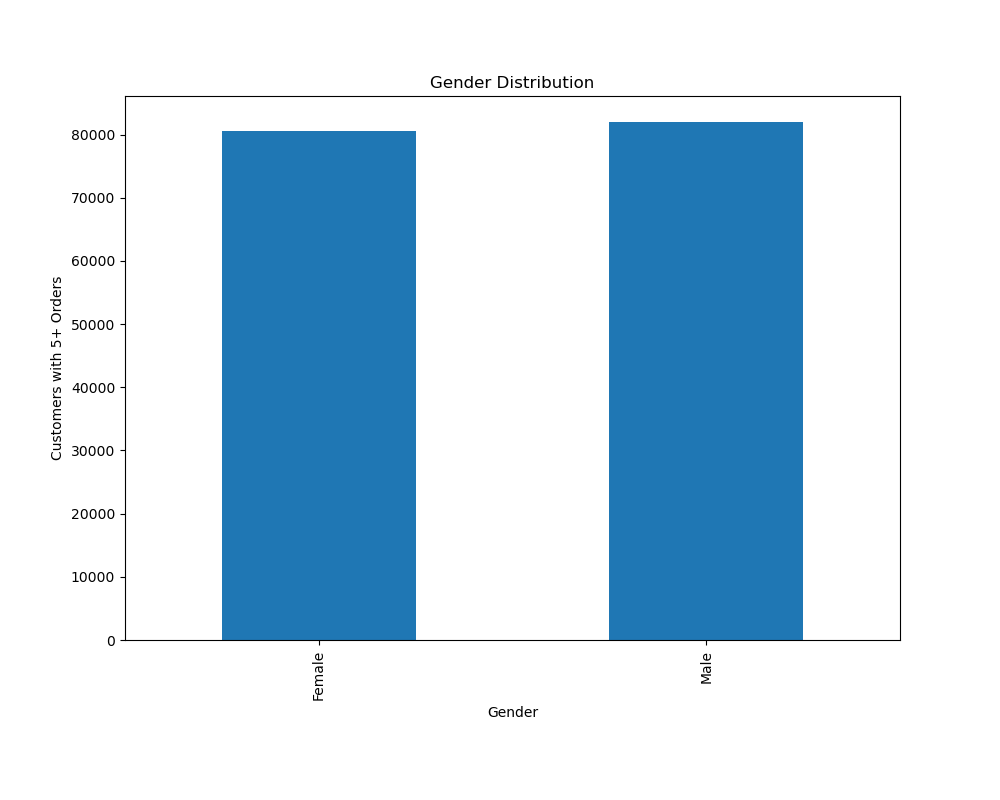 Gender Distribution
Customers with 5+ Orders
80000
70000
60000
50000
40000
30000
20000
10000
0
Female
Male
Gender